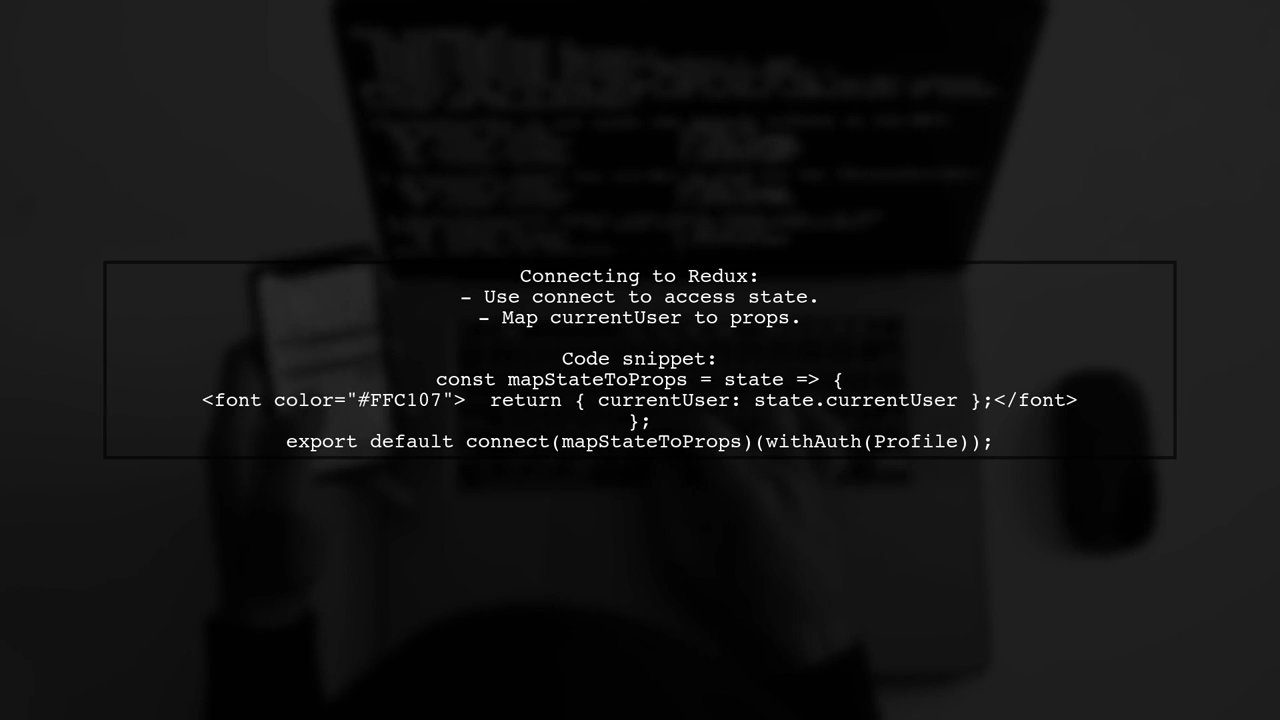 Connecting to Redux:
- Use connect to access state.
- Map currentUser to props.
Code snippet:
const mapStateToProps = state => {
<font color="#FFC107">  return { currentUser: state.currentUser };</font>
};
export default connect(mapStateToProps)(withAuth(Profile));